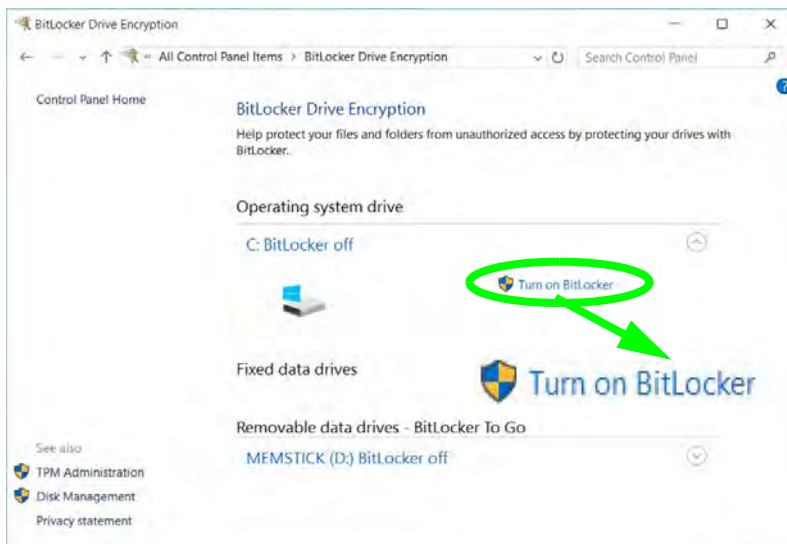 BitLocker Drive Encryption
« All Control Panel Items > BitLocker Drive Encryption
Search Control Panel
?
Control Panel Home
BitLocker Drive Encryption
Help protect your files and folders from unauthorized access by protecting your drives with
BitLocker.
Operating system drive
C: BitLocker off
Turn on BitLocker
Fixed data drives
Turn on BitLocker
Removable data drives - BitLocker To Go
MEMSTICK (D:) BitLocker off
See also
TPM Administration
Disk Management
Privacy statement